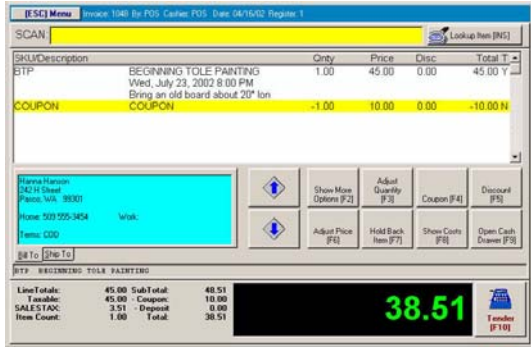 [ESC] Menu Invoice: 1048 By: POS Cashier: POS Date: 04/16/02 Register: 1
SCAN: Lookup Item [INS]
SKU/Description Qnty Price Disc Total T
BTP BEGINNING TOLE PAINTING 1.00 45.00 0.00 45.00 Y
Wed, July 23, 2002 8:00 PM
Bring an old board about 20" lon
COUPON COUPON -1.00 10.00 0.00 -10.00 N
Hanna Hanson
242 H Street
Pasco, WA 99301
Home: 509 555-3454 Work:
Terms: COD
Show More Options [F2]
Adjust Quantity [F3]
Coupon [F4]
Discount [F5]
Adjust Price [F6]
Hold Back Item [F7]
Show Costs [F8]
Open Cash Drawer [F9]
Bill To Ship To
BTP BEGINNING TOLE PAINTING
LineTotals: 45.00 SubTotal: 48.51
Taxable: 45.00 - Coupon: 10.00
SALESTAX: 3.51 - Deposit 0.00
Item Count: 1.00 Total: 38.51
38.51
Tender
[F10]